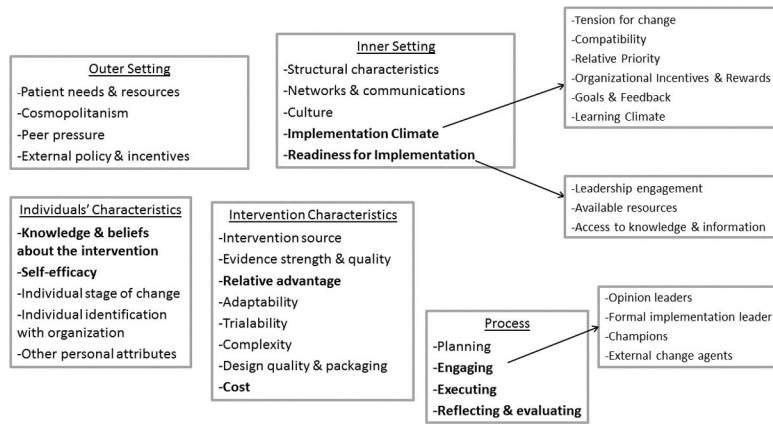 Outer Setting
-Patient needs & resources
-Cosmopolitanism
-Peer pressure
-External policy & incentives
Inner Setting
-Structural characteristics
-Networks & communications
-Culture
-Implementation Climate
-Readiness for Implementation
-Tension for change
-Compatibility
-Relative Priority
-Organizational Incentives & Rewards
-Goals & Feedback
-Learning Climate
-Leadership engagement
-Available resources
-Access to knowledge & information
Individuals' Characteristics
-Knowledge & beliefs
about the intervention
-Self-efficacy
-Individual stage of change
-Individual identification
with organization
-Other personal attributes
Intervention Characteristics
-Intervention source
-Evidence strength & quality
-Relative advantage
-Adaptability
-Trialability
-Complexity
-Design quality & packaging
-Cost
Process
-Planning
-Engaging
-Executing
-Reflecting & evaluating
-Opinion leaders
-Formal implementation leader
-Champions
-External change agents